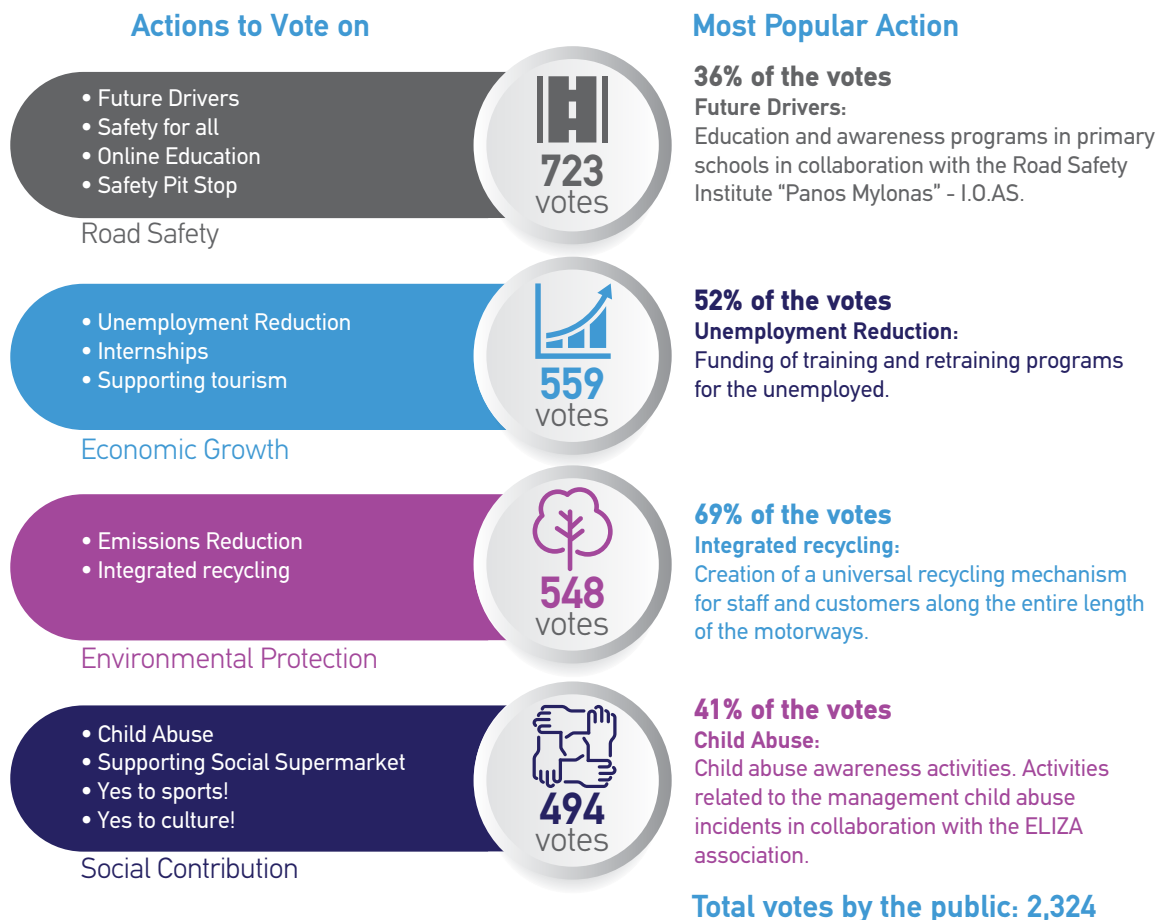 Actions to Vote on
Most Popular Action
• Future Drivers
• Safety for all
• Online Education
• Safety Pit Stop
Road Safety
723
votes
36% of the votes
Future Drivers:
Education and awareness programs in primary
schools in collaboration with the Road Safety
Institute "Panos Mylonas" - I.O.AS.
• Unemployment Reduction
• Internships
• Supporting tourism
Economic Growth
559
votes
52% of the votes
Unemployment Reduction:
Funding of training and retraining programs
for the unemployed.
• Emissions Reduction
• Integrated recycling
Environmental Protection
548
votes
69% of the votes
Integrated recycling:
Creation of a universal recycling mechanism
for staff and customers along the entire length
of the motorways.
• Child Abuse
• Supporting Social Supermarket
• Yes to sports!
• Yes to culture!
Social Contribution
494
votes
41% of the votes
Child Abuse:
Child abuse awareness activities. Activities
related to the management child abuse
incidents in collaboration with the ELIZA
association.
Total votes by the public: 2,324